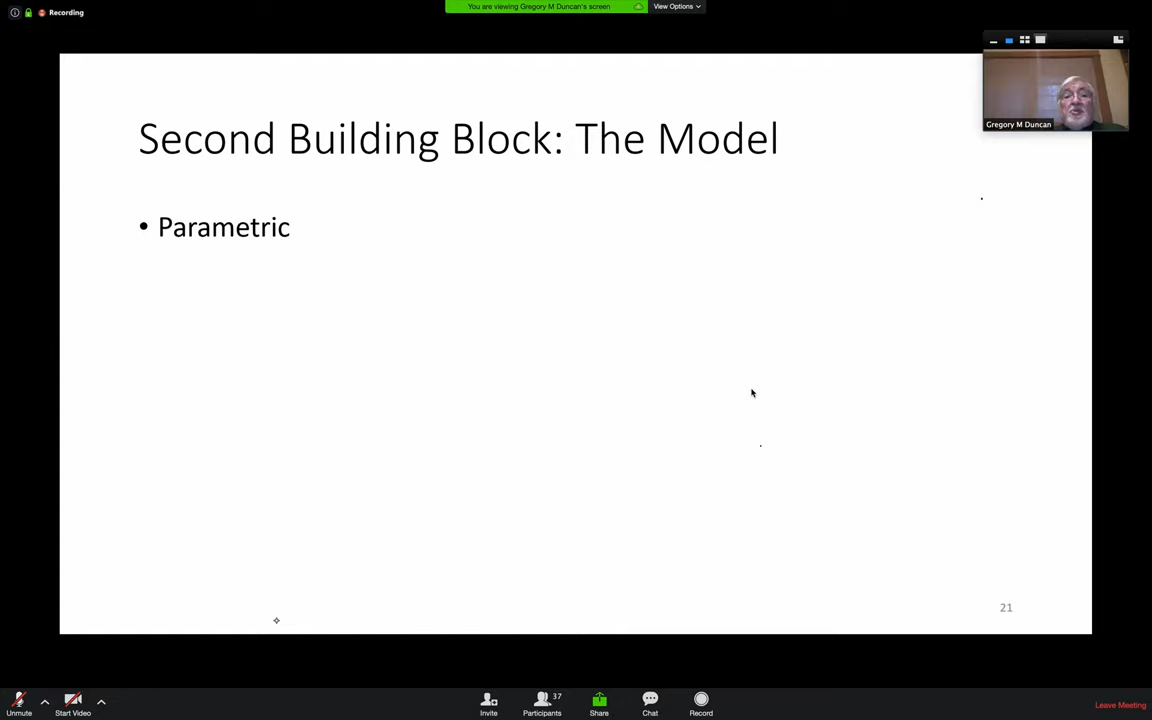 Recording
You are viewing Gregory M Duncan's screen
View Options
Gregory M Duncan
Second Building Block: The Model
• Parametric
21
Unmute
Start Video
Invite
37
Participants
Share
Chat
Record
Leave Meeting